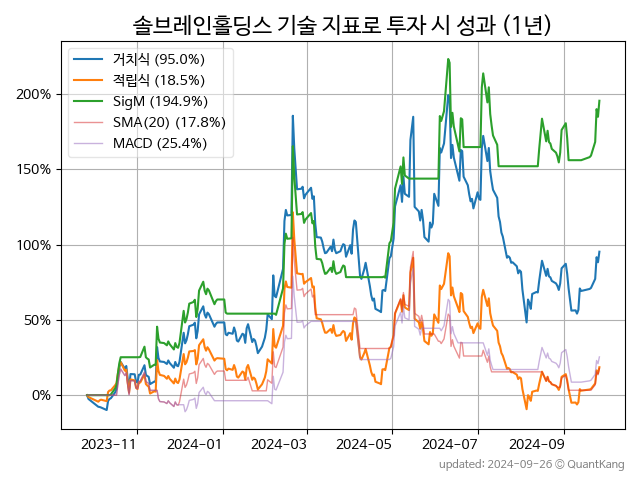 솔브레인홀딩스 기술 지표로 투자 시 성과 (1년)
거치식 (95.0%)
적립식 (18.5%)
SigM (194.9%)
SMA(20) (17.8%)
MACD (25.4%)
200%
150%
100%
50%
0%
2023-11 2024-01 2024-03 2024-05 2024-07 2024-09
updated: 2024-09-26 © QuantKang